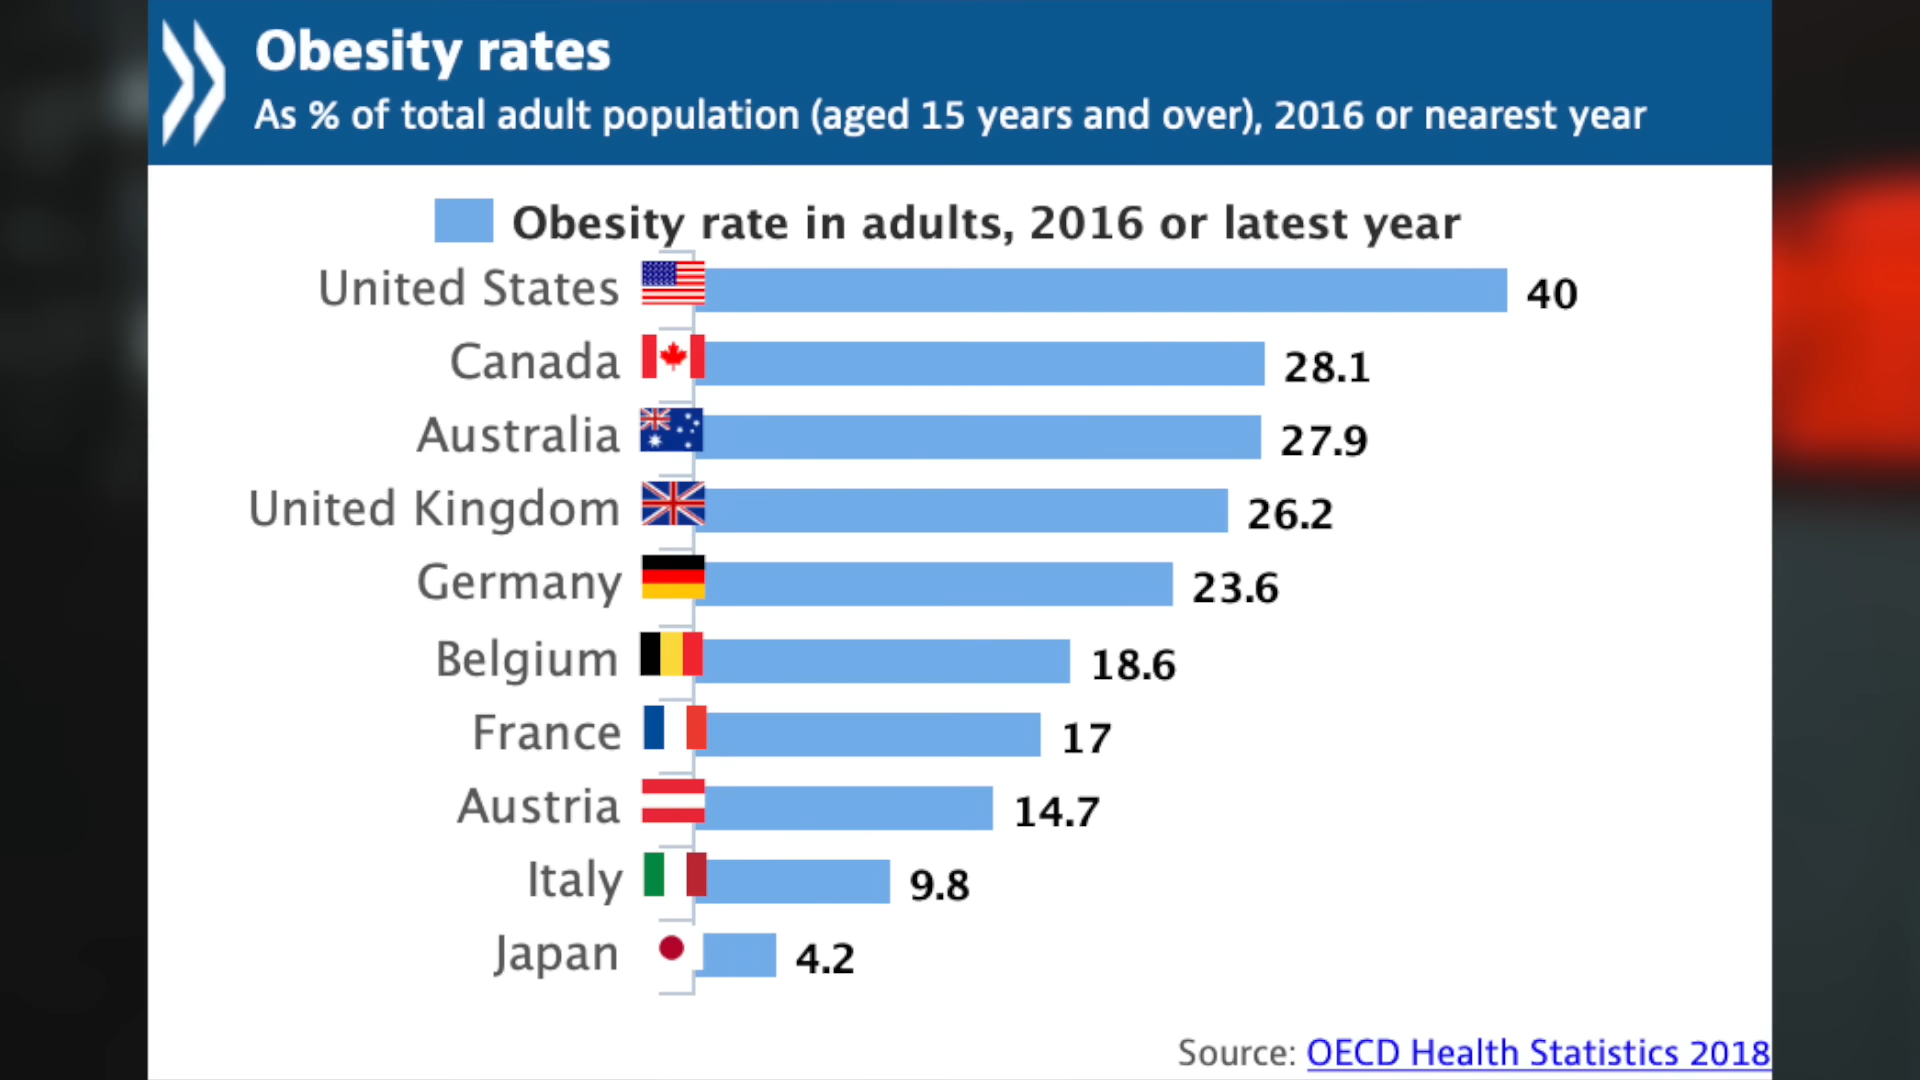 Obesity rates
As % of total adult population (aged 15 years and over), 2016 or nearest year
Obesity rate in adults, 2016 or latest year
United States 40
Canada 28.1
Australia 27.9
United Kingdom 26.2
Germany 23.6
Belgium 18.6
France 17
Austria 14.7
Italy 9.8
Japan 4.2
Source: OECD Health Statistics 2018